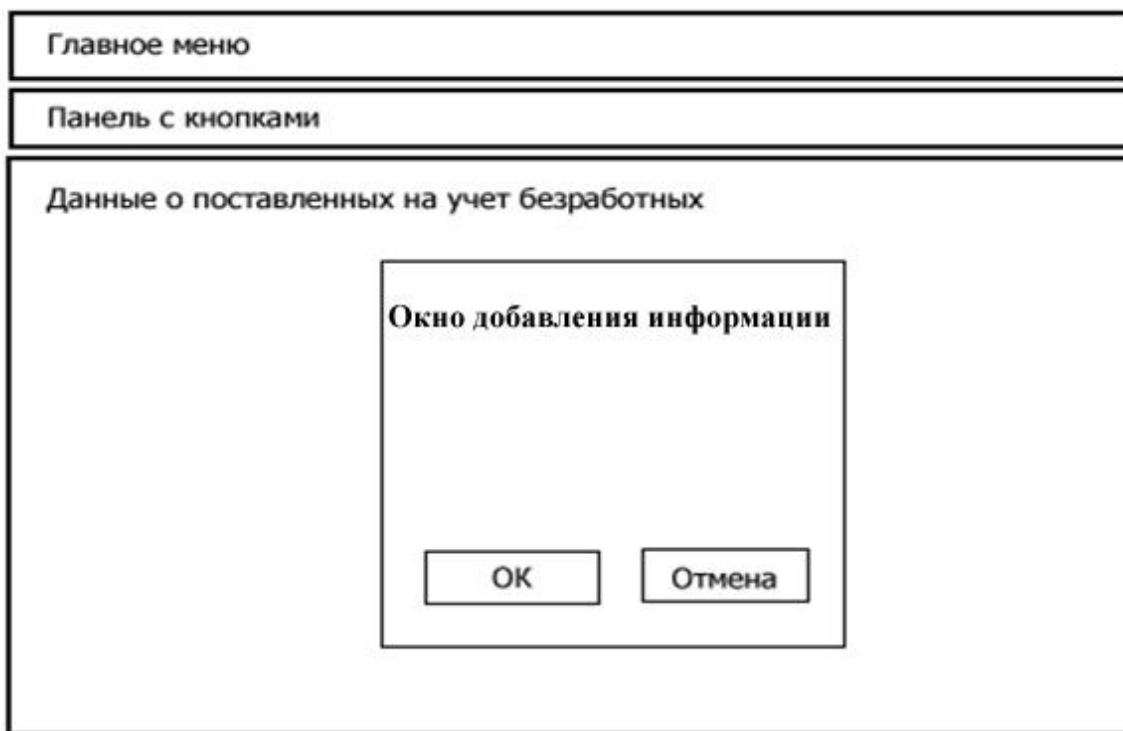 Главное меню
Панель с кнопками
Данные о поставленных на учет безработных
Окно добавления информации
ОК
Отмена